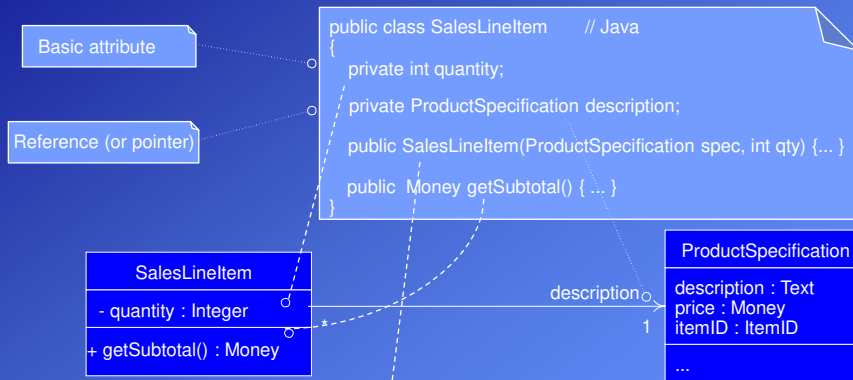 Basic attribute
Reference (or pointer)
public class SalesLineItem // Java
{
private int quantity;
private ProductSpecification description;
public SalesLineItem(ProductSpecification spec, int qty) {... }
public Money getSubtotal() { ... }
}
SalesLineItem
- quantity : Integer
+ getSubtotal() : Money
*
description
1
ProductSpecification
description : Text
price : Money
itemID : ItemID
...